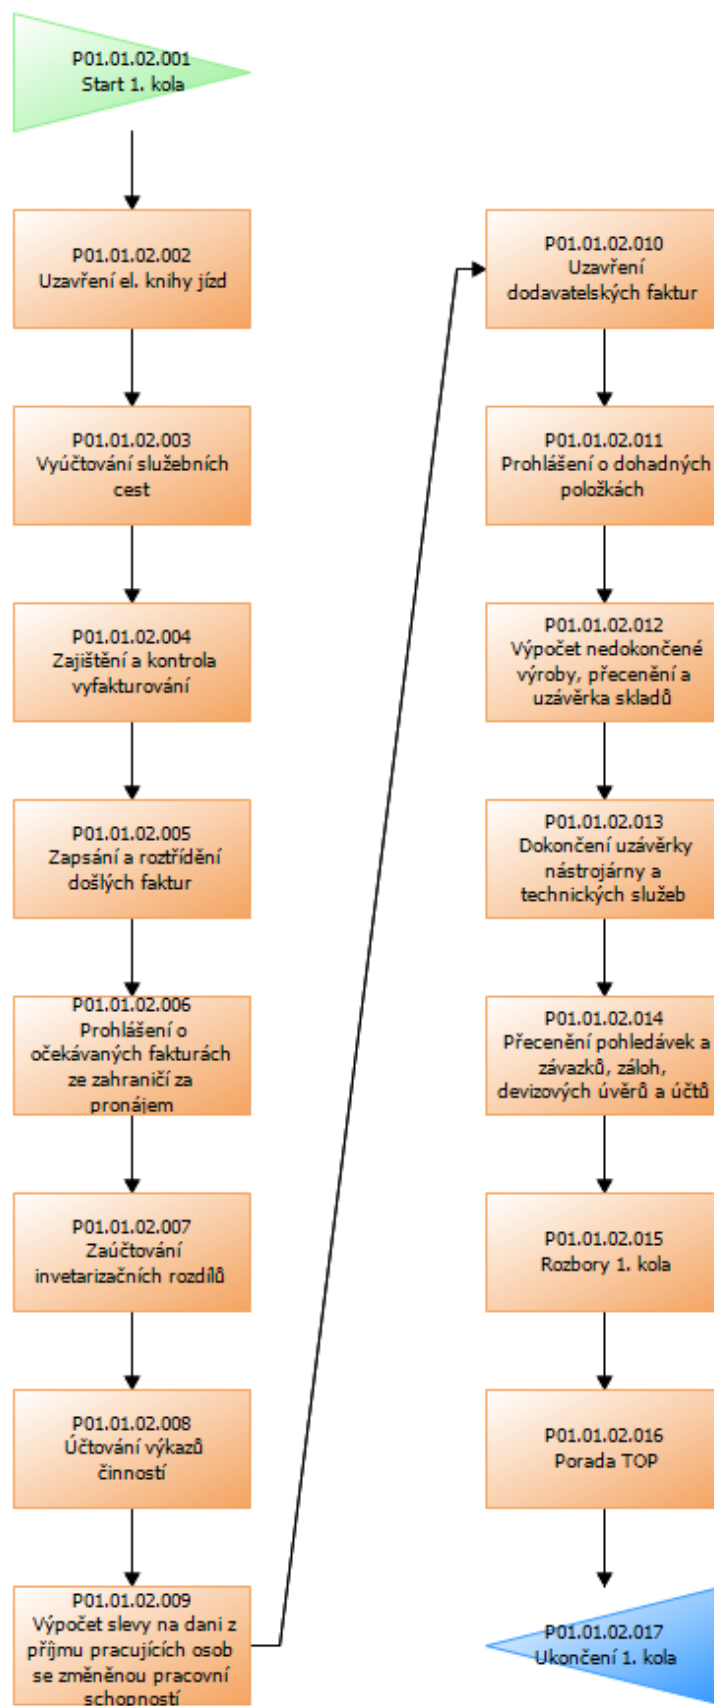 P01.01.02.001
Start 1. kola
P01.01.02.002
Uzavření el. knihy jízd
P01.01.02.003
Vyúčtování služebních
cest
P01.01.02.004
Zajištění a kontrola
vyfakturování
P01.01.02.005
Zapsání a roztřídění
došlých faktur
P01.01.02.006
Prohlášení o
očekávaných fakturách
ze zahraničí za
pronájem
P01.01.02.007
Zaúčtování
invetarizačních rozdílů
P01.01.02.008
Účtování výkazů
činností
P01.01.02.009
Výpočet slevy na dani z
příjmu pracujících osob
se změněnou pracovní
schopností
P01.01.02.010
Uzavření
dodavatelských faktur
P01.01.02.011
Prohlášení o dohadných
položkách
P01.01.02.012
Výpočet nedokončené
výroby, přecenění a
uzávěrka skladů
P01.01.02.013
Dokončení uzávěrky
nástrojárny a
technických služeb
P01.01.02.014
Přecenění pohledávek a
závazků, záloh,
devizových úvěrů a účtů
P01.01.02.015
Rozbory 1. kola
P01.01.02.016
Porada TOP
P01.01.02.017
Ukončení 1. kola